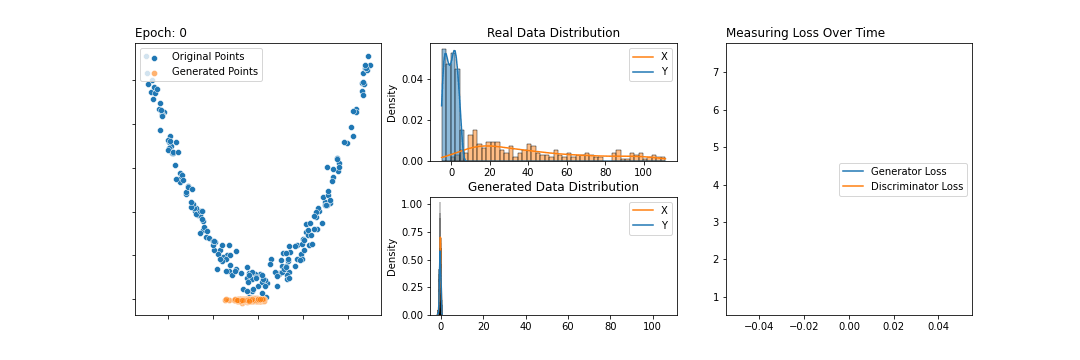 Epoch: 0
Original Points
Generated Points
Real Data Distribution
Density
0.04
0.02
0.00
X
Y
0 20 40 60 80 100
Generated Data Distribution
Density
1.00
0.75
0.50
0.25
0.00
X
Y
0 20 40 60 80 100
Measuring Loss Over Time
7
6
5
4
3
2
1
Generator Loss
Discriminator Loss
−0.04 −0.02 0.00 0.02 0.04